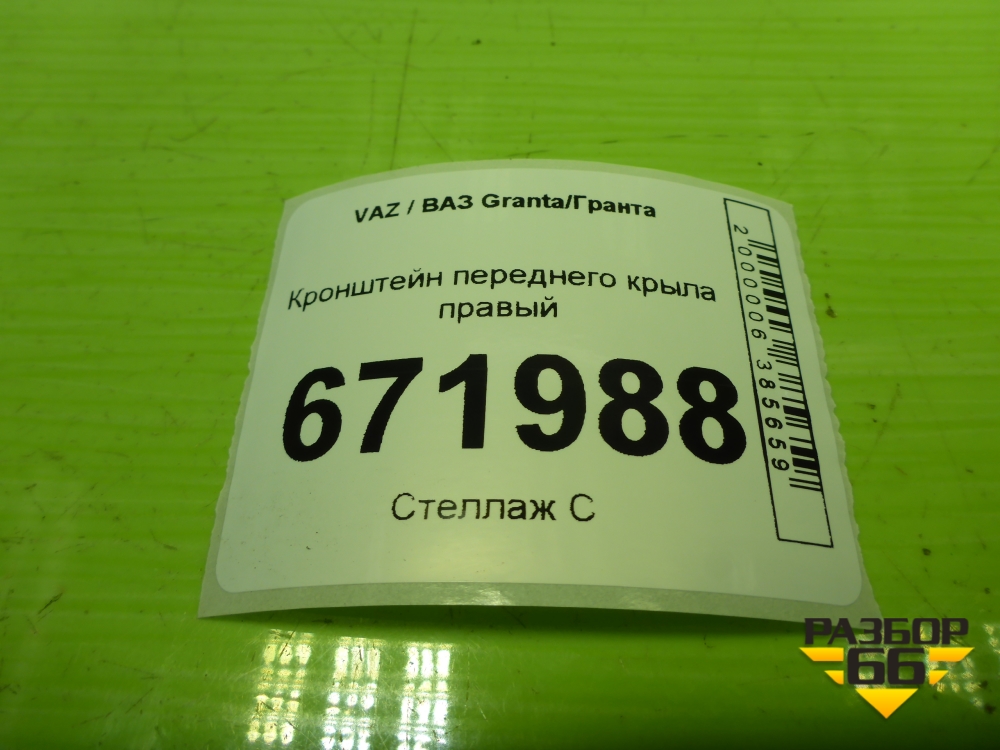 VAZ / ВАЗ Granta/Гранта
Кронштейн переднего крыла
правый
671988
Стеллаж С
2000006385659
РАЗБОР
66